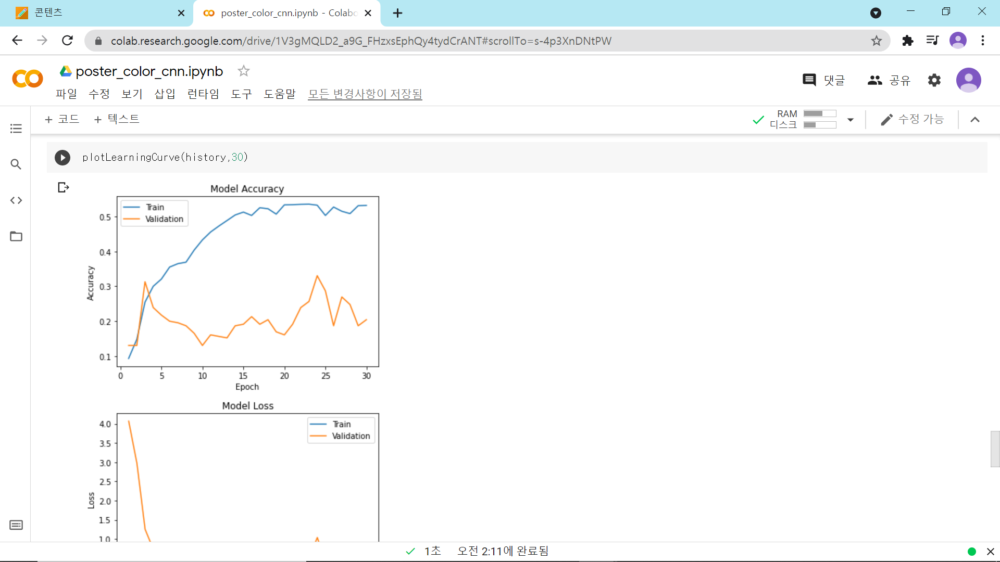 콘텐츠
poster_color_cnn.ipynb - Colabo
colab.research.google.com/drive/1V3gMQLD2_a9G_FHzxsEphQy4tydCrANT#scrollTo=s-4p3XnDNtPW
poster_color_cnn.ipynb
댓글
공유
파일 수정 보기 삽입 런타임 도구 도움말 모든 변경사항이 저장됨
+ 코드 + 텍스트
RAM
디스크
수정 가능
plotLearningCurve(history,30)
Model Accuracy
Train
Validation
0.5
0.4
0.3
0.2
0.1
Accuracy
0 5 10 15 20 25 30
Epoch
Model Loss
Train
Validation
4.0
3.5
3.0
2.5
2.0
1.5
1.0
Loss
1초 오전 2:11에 완료됨